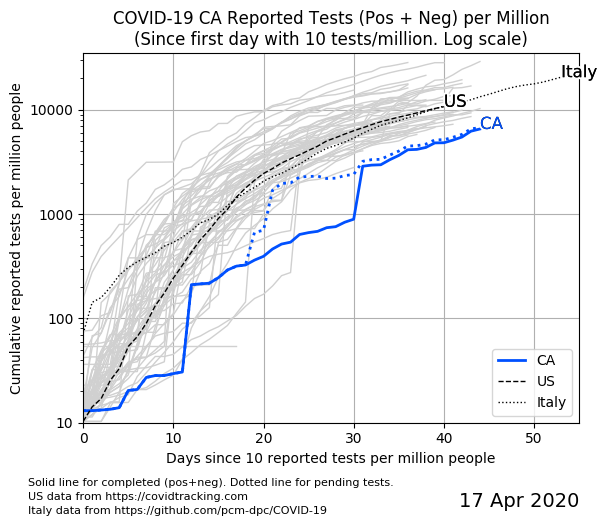 COVID-19 CA Reported Tests (Pos + Neg) per Million
(Since first day with 10 tests/million. Log scale)
Cumulative reported tests per million people
10000
1000
100
10
Italy
US
CA
CA
US
Italy
0
10
20
30
40
50
Days since 10 reported tests per million people
Solid line for completed (pos+neg). Dotted line for pending tests.
US data from https://covidtracking.com
Italy data from https://github.com/pcm-dpc/COVID-19
17 Apr 2020